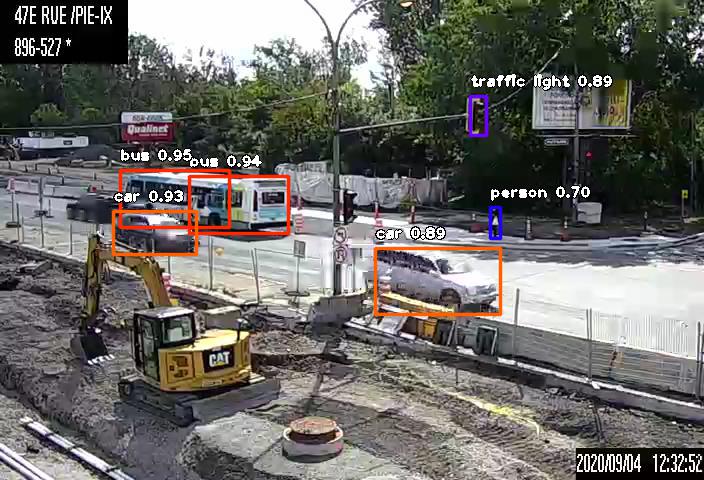 47E RUE /PIE-IX
896-527 *
traffic light 0.89
Qualinet
bus 0.95
bus 0.94
car 0.93
person 0.70
car 0.89
CAT
2020/09/04 12:32:52